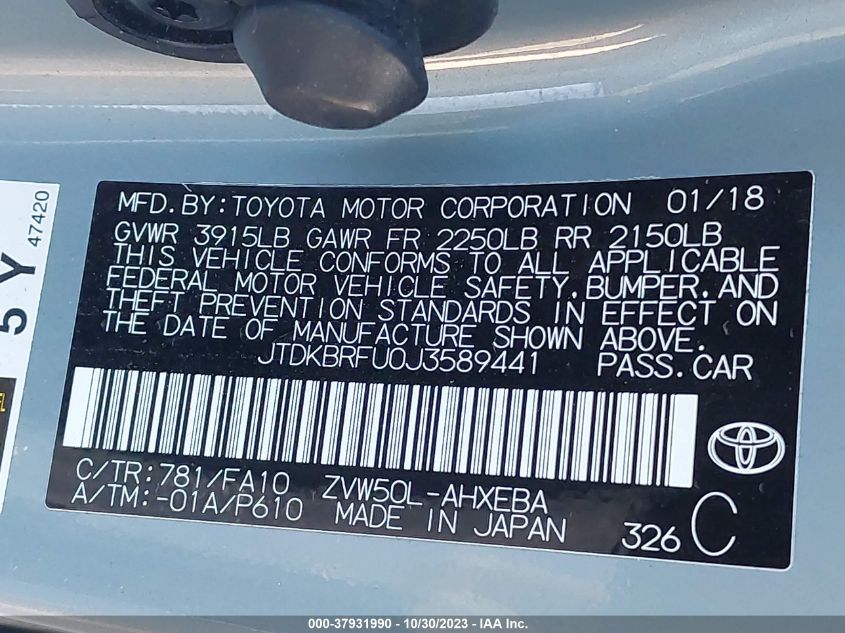 MFD.BY:TOYOTA MOTOR CORPORATION 01/18
GVWR 3915LB GAWR FR 2250LB RR 2150LB
THIS VEHICLE CONFORMS TO ALL APPLICABLE
FEDERAL MOTOR VEHICLE SAFETY,BUMPER,AND
THEFT PREVENTION STANDARDS IN EFFECT ON
THE DATE OF MANUFACTURE SHOWN ABOVE.
JTDKBRFU0J3589441 PASS.CAR
C/TR:781/FA10 ZVW50L-AHXEBA
A/TM:-01A/P610 MADE IN JAPAN 326 C
5 Y
47420
000-37931990 - 10/30/2023 - IAA Inc.